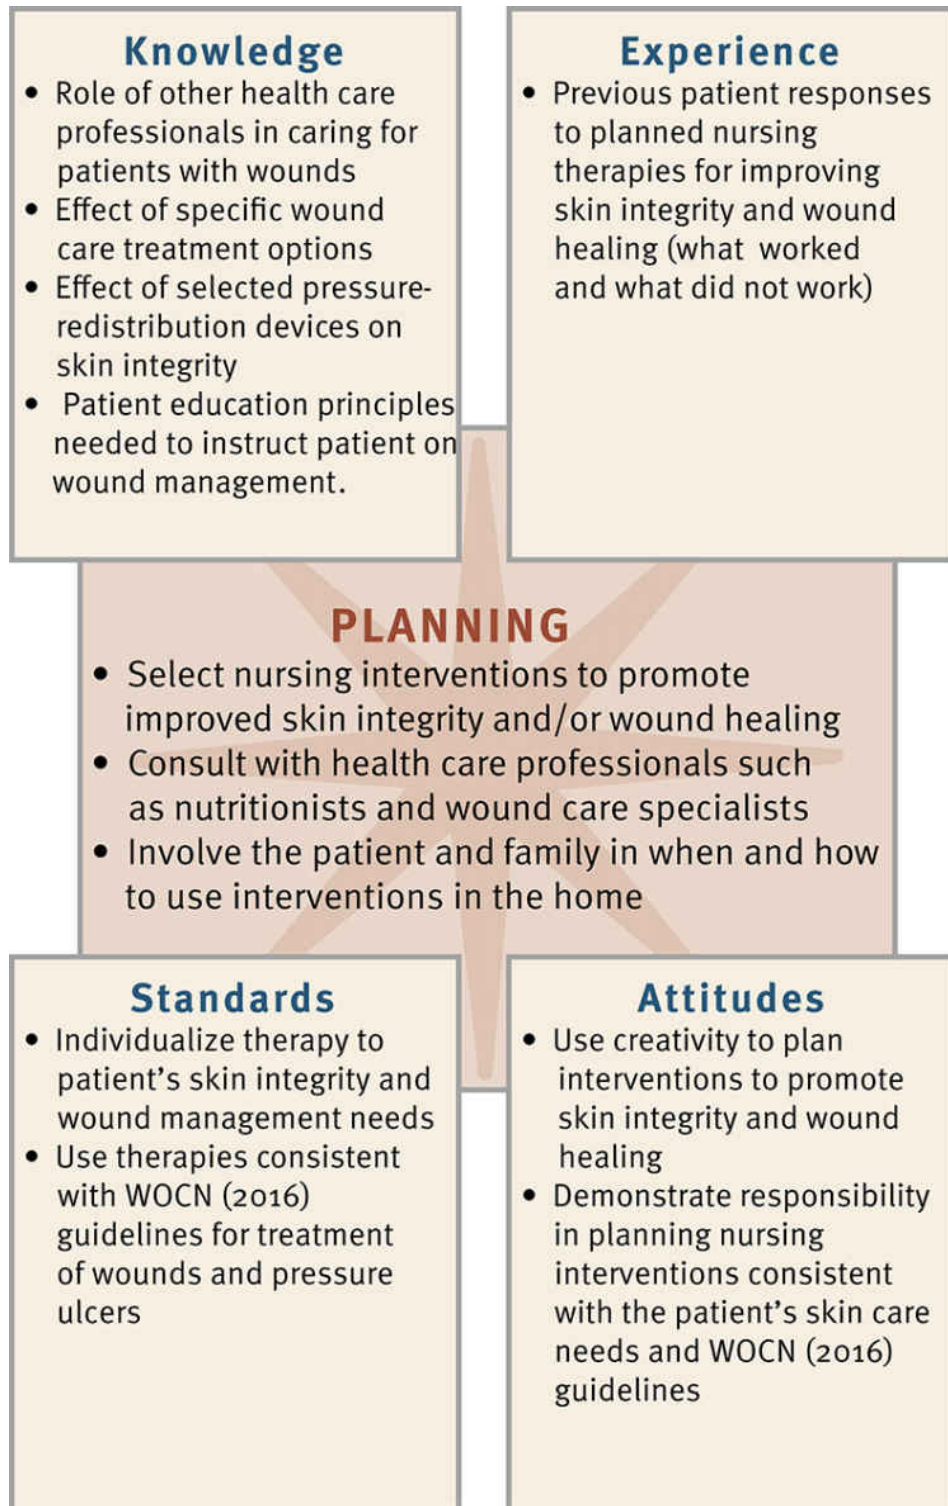 Knowledge
• Role of other health care
professionals in caring for
patients with wounds
• Effect of specific wound
care treatment options
• Effect of selected pressure-
redistribution devices on
skin integrity
• Patient education principles
needed to instruct patient on
wound management.
Experience
• Previous patient responses
to planned nursing
therapies for improving
skin integrity and wound
healing (what worked
and what did not work)
PLANNING
• Select nursing interventions to promote
improved skin integrity and/or wound healing
• Consult with health care professionals such
as nutritionists and wound care specialists
• Involve the patient and family in when and how
to use interventions in the home
Standards
• Individualize therapy to
patient’s skin integrity and
wound management needs
• Use therapies consistent
with WOCN (2016)
guidelines for treatment
of wounds and pressure
ulcers
Attitudes
• Use creativity to plan
interventions to promote
skin integrity and wound
healing
• Demonstrate responsibility
in planning nursing
interventions consistent
with the patient’s skin care
needs and WOCN (2016)
guidelines